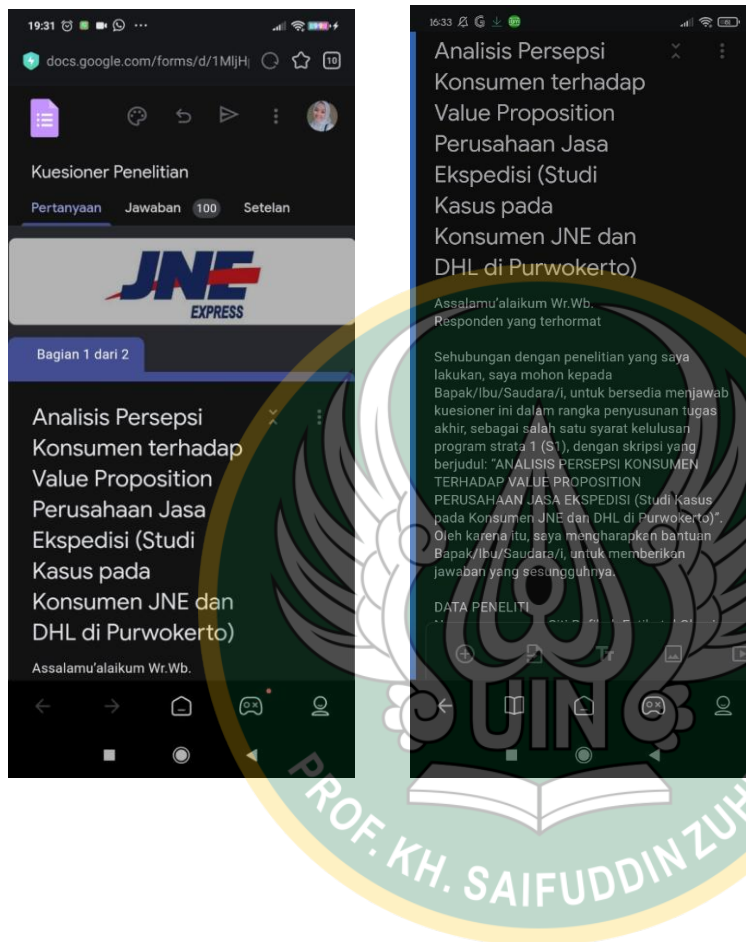 19:31
docs.google.com/forms/d/1MljH
10
Kuesioner Penelitian
Pertanyaan Jawaban 100 Setelan
JNE
EXPRESS
Bagian 1 dari 2
Analisis Persepsi
Konsumen terhadap
Value Proposition
Perusahaan Jasa
Ekspedisi (Studi
Kasus pada
Konsumen JNE dan
DHL di Purwokerto)
Assalamu'alaikum Wr.Wb.
16:33
Analisis Persepsi
Konsumen terhadap
Value Proposition
Perusahaan Jasa
Ekspedisi (Studi
Kasus pada
Konsumen JNE dan
DHL di Purwokerto)
Assalamu'alaikum Wr.Wb.
Responden yang terhormat
Sehubungan dengan penelitian yang saya
lakukan, saya mohon kepada
Bapak/Ibu/Saudara/i, untuk bersedia menjawab
kuesioner ini dalam rangka penyusunan tugas
akhir, sebagai salah satu syarat kelulusan
program strata 1 (S1), dengan skripsi yang
berjudul: "ANALISIS PERSEPSI KONSUMEN
TERHADAP VALUE PROPOSITION
PERUSAHAAN JASA EKSPEDISI (Studi Kasus
pada Konsumen JNE dan DHL di Purwokerto)".
Oleh karena itu, saya mengharapkan bantuan
Bapak/Ibu/Saudara/i, untuk memberikan
jawaban yang sesungguhnya.
DATA PENELITI
Tr
UIN
PROF. KH. SAIFUDDIN ZUH